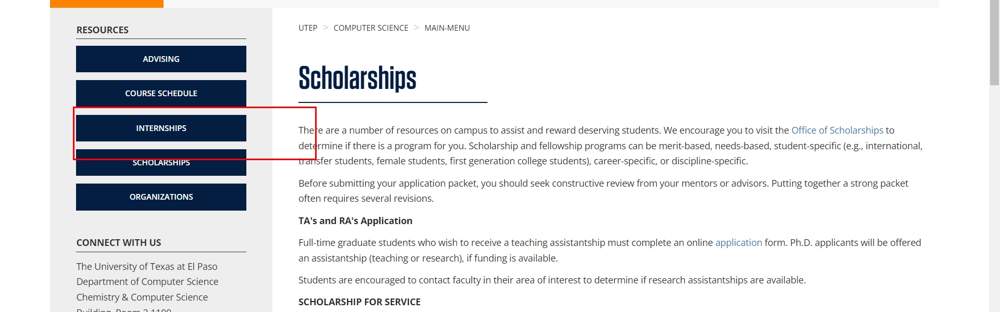 RESOURCES
ADVISING
COURSE SCHEDULE
INTERNSHIPS
SCHOLARSHIPS
ORGANIZATIONS
CONNECT WITH US
The University of Texas at El Paso
Department of Computer Science
Chemistry & Computer Science
Building, Room 3.1100
UTEP > COMPUTER SCIENCE > MAIN-MENU
Scholarships
There are a number of resources on campus to assist and reward deserving students. We encourage you to visit the Office of Scholarships to
determine if there is a program for you. Scholarship and fellowship programs can be merit-based, needs-based, student-specific (e.g., international,
transfer students, female students, first generation college students), career-specific, or discipline-specific.
Before submitting your application packet, you should seek constructive review from your mentors or advisors. Putting together a strong packet
often requires several revisions.
TA's and RA's Application
Full-time graduate students who wish to receive a teaching assistantship must complete an online application form. Ph.D. applicants will be offered
an assistantship (teaching or research), if funding is available.
Students are encouraged to contact faculty in their area of interest to determine if research assistantships are available.
SCHOLARSHIP FOR SERVICE